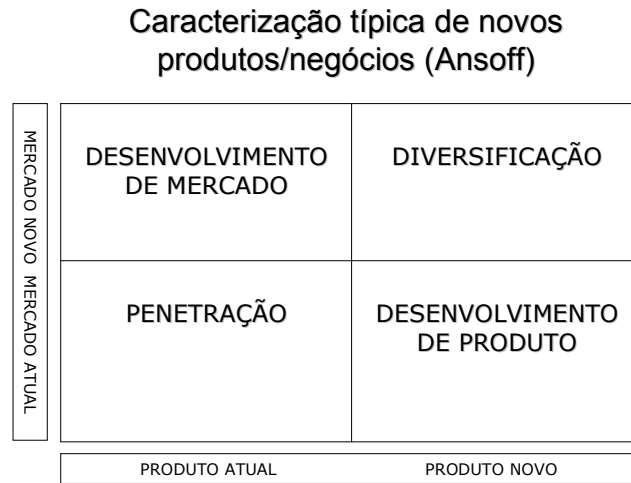 Caracterização típica de novos
produtos/negócios (Ansoff)
MERCADO NOVO MERCADO ATUAL
DESENVOLVIMENTO
DE MERCADO
DIVERSIFICAÇÃO
PENETRAÇÃO
DESENVOLVIMENTO
DE PRODUTO
PRODUTO ATUAL
PRODUTO NOVO